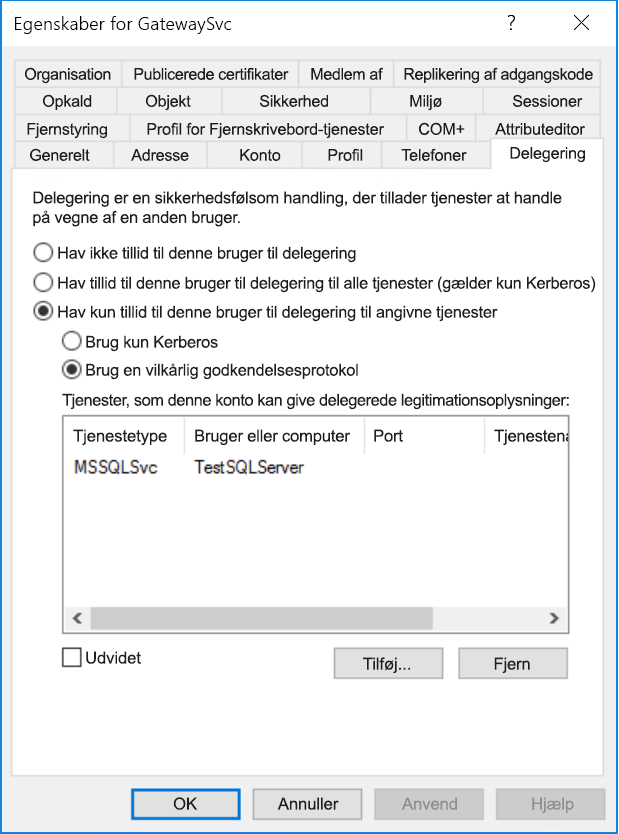 Egenskaber for GatewaySvc ?
Organisation Publicerede certifikater Medlem af Replikering af adgangskode
Opkald Objekt Sikkerhed Miljø Sessioner
Fjernstyring Profil for Fjernskrivebord-tjenester COM+ Attributeditor
Generelt Adresse Konto Profil Telefoner Delegering
Delegering er en sikkerhedsfølsom handling, der tillader tjenester at handle
på vegne af en anden bruger.
Hav ikke tillid til denne bruger til delegering
Hav tillid til denne bruger til delegering til alle tjenester (gælder kun Kerberos)
Hav kun tillid til denne bruger til delegering til angivne tjenester
Brug kun Kerberos
Brug en vilkårlig godkendelsesprotokol
Tjenester, som denne konto kan give delegerede legitimationsoplysninger:
Tjenestetype Bruger eller computer Port Tjenestena
MSSQLSvc TestSQLServer
Udvidet Tilføj... Fjern
OK Annuller Anvend Hjælp